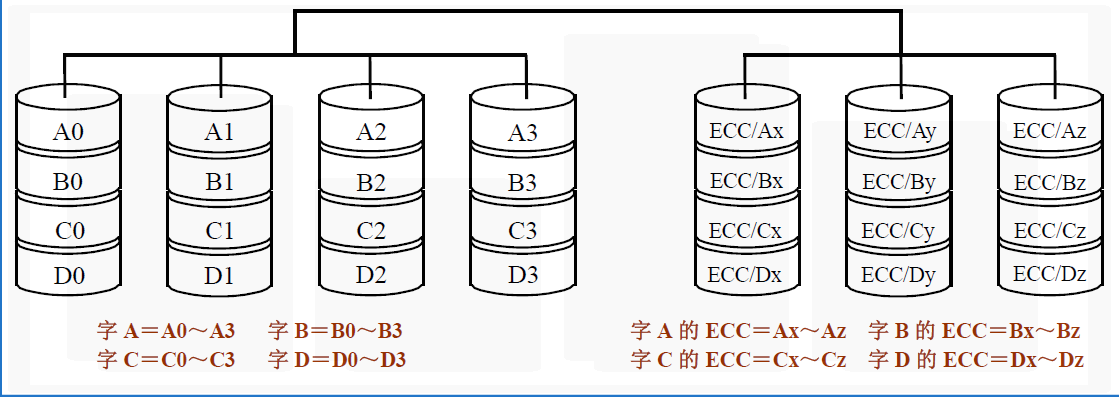 A0 A1 A2 A3 ECC/Ax ECC/Ay ECC/Az
B0 B1 B2 B3 ECC/Bx ECC/By ECC/Bz
C0 C1 C2 C3 ECC/Cx ECC/Cy ECC/Cz
D0 D1 D2 D3 ECC/Dx ECC/Dy ECC/Dz
字 A＝A0～A3 字 B＝B0～B3 字 A 的 ECC＝Ax～Az 字 B 的 ECC＝Bx～Bz
字 C＝C0～C3 字 D＝D0～D3 字 C 的 ECC＝Cx～Cz 字 D 的 ECC＝Dx～Dz